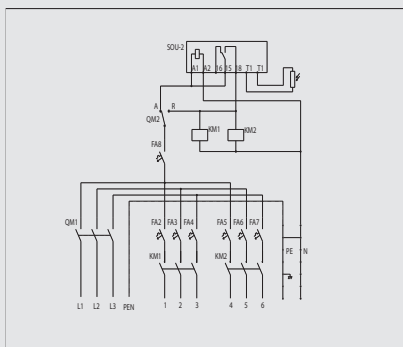 SOU-2
A1 A2 16 15 18 T1 T1
A R
QM2
KM1 KM2
FA8
QM1 FA2 FA3 FA4 FA5 FA6 FA7
PE N
KM1 KM2
L1 L2 L3 PEN 1 2 3 4 5 6